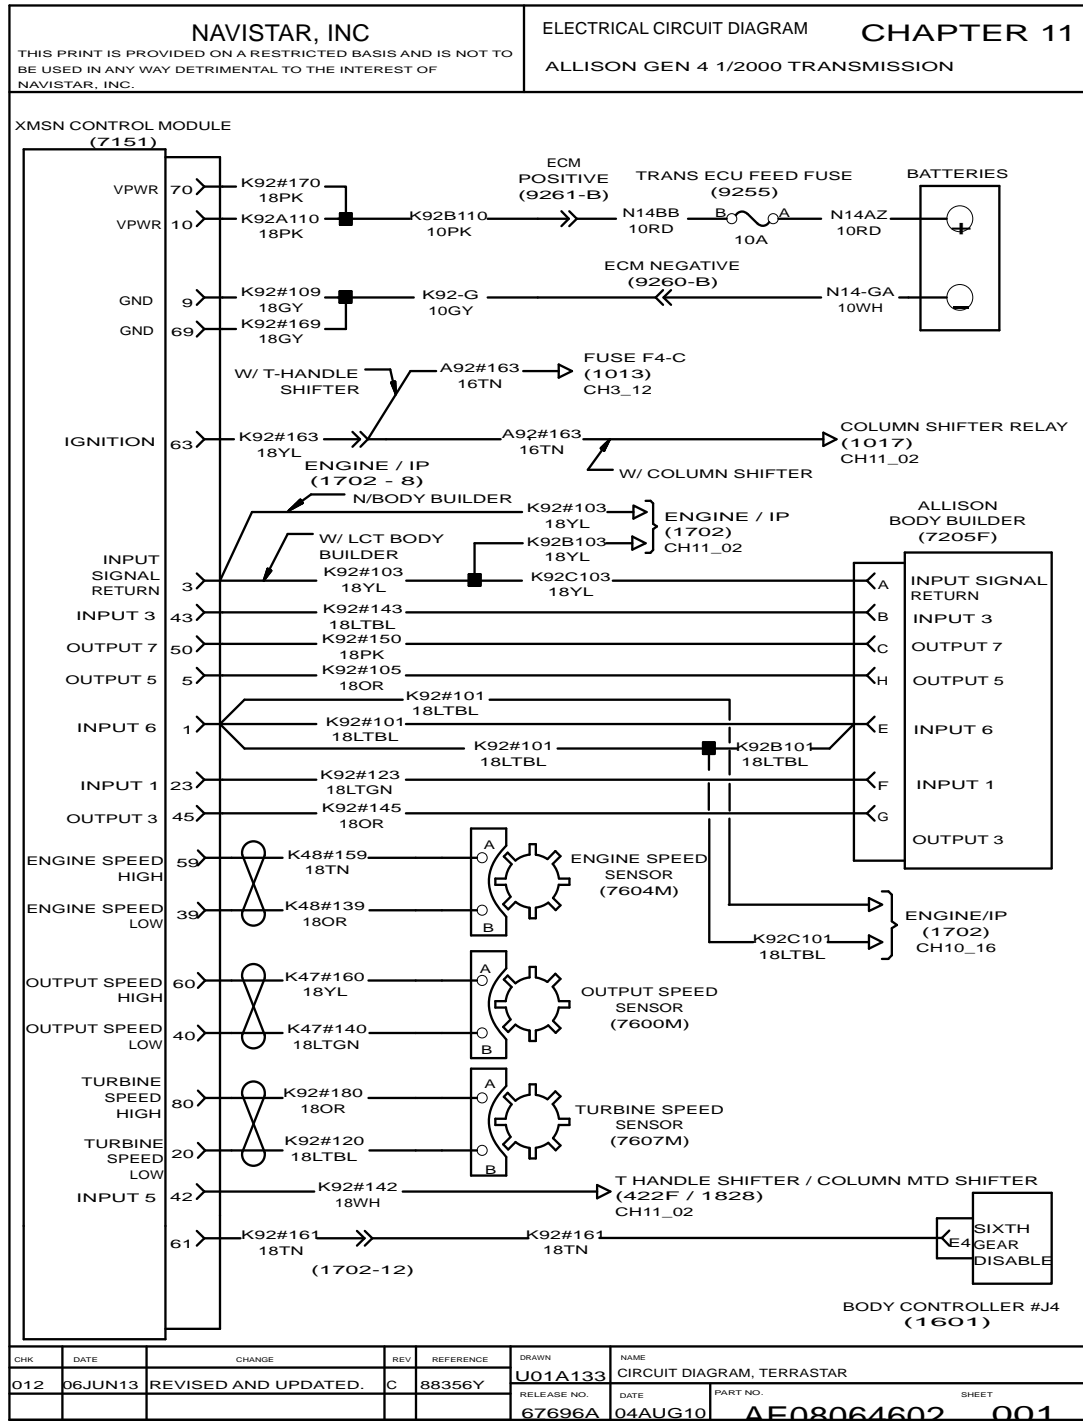 NAVISTAR, INC
THIS PRINT IS PROVIDED ON A RESTRICTED BASIS AND IS NOT TO
BE USED IN ANY WAY DETRIMENTAL TO THE INTEREST OF
NAVISTAR, INC.
ELECTRICAL CIRCUIT DIAGRAM
CHAPTER 11
ALLISON GEN 4 1/2000 TRANSMISSION
XMSN CONTROL MODULE
(7151)
VPWR 70
K92#170
18PK
VPWR 10
K92A110
18PK
K92B110
10PK
ECM
POSITIVE
(9261-B)
N14BB
10RD
TRANS ECU FEED FUSE
(9255)
B
A
10A
N14AZ
10RD
BATTERIES
+
GND 9
K92#109
18GY
K92-G
10GY
ECM NEGATIVE
(9260-B)
N14-GA
10WH
−
GND 69
K92#169
18GY
W/ T-HANDLE
SHIFTER
A92#163
16TN
FUSE F4-C
(1013)
CH3_12
IGNITION 63
K92#163
18YL
ENGINE / IP
(1702 - 8)
A92#163
16TN
W/ COLUMN SHIFTER
COLUMN SHIFTER RELAY
(1017)
CH11_02
N/BODY BUILDER
K92#103
18YL
K92B103
18YL
ENGINE / IP
(1702)
CH11_02
W/ LCT BODY
BUILDER
ALLISON
BODY BUILDER
(7205F)
INPUT
SIGNAL
RETURN
3
K92#103
18YL
K92C103
18YL
A
INPUT SIGNAL
RETURN
INPUT 3 43
K92#143
18LTBL
B
INPUT 3
OUTPUT 7 50
K92#150
18PK
C
OUTPUT 7
OUTPUT 5 5
K92#105
18OR
H
OUTPUT 5
K92#101
18LTBL
INPUT 6 1
K92#101
18LTBL
E
INPUT 6
K92#101
18LTBL
K92B101
18LTBL
INPUT 1 23
K92#123
18LTGN
F
INPUT 1
OUTPUT 3 45
K92#145
18OR
G
OUTPUT 3
ENGINE SPEED
HIGH
59
K48#159
18TN
A
ENGINE SPEED
SENSOR
(7604M)
ENGINE SPEED
LOW
39
K48#139
18OR
B
K92C101
18LTBL
ENGINE/IP
(1702)
CH10_16
OUTPUT SPEED
HIGH
60
K47#160
18YL
A
OUTPUT SPEED
SENSOR
(7600M)
OUTPUT SPEED
LOW
40
K47#140
18LTGN
B
TURBINE
SPEED
HIGH
80
K92#180
18OR
A
TURBINE SPEED
SENSOR
(7607M)
TURBINE
SPEED
LOW
20
K92#120
18LTBL
B
INPUT 5 42
K92#142
18WH
T HANDLE SHIFTER / COLUMN MTD SHIFTER
(422F / 1828)
CH11_02
61
K92#161
18TN
(1702-12)
K92#161
18TN
E4
SIXTH
GEAR
DISABLE
BODY CONTROLLER #J4
(1601)
CHK DATE CHANGE REV REFERENCE
012 06JUN13 REVISED AND UPDATED. C 88356Y
DRAWN
U01A133
NAME
CIRCUIT DIAGRAM, TERRASTAR
RELEASE NO.
67696A
DATE
04AUG10
PART NO.
AE08064602
SHEET
001